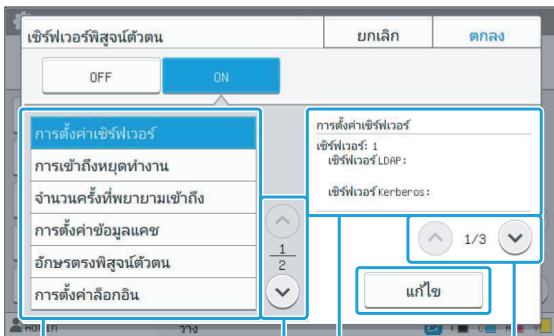 เซิร์ฟเวอร์พิสูจน์ตัวตน
ยกเลิก
ตกลง
OFF
ON
การตั้งค่าเซิร์ฟเวอร์
การเข้าถึงหยุดทำงาน
จำนวนครั้งที่พยายามเข้าถึง
การตั้งค่าข้อมูลแคช
อักษรตรงพิสูจน์ตัวตน
การตั้งค่าล็อกอิน
1
2
การตั้งค่าเซิร์ฟเวอร์
เซิร์ฟเวอร์: 1
เซิร์ฟเวอร์ LDAP:
เซิร์ฟเวอร์ Kerberos:
1/3
แก้ไข
Admin
วาง